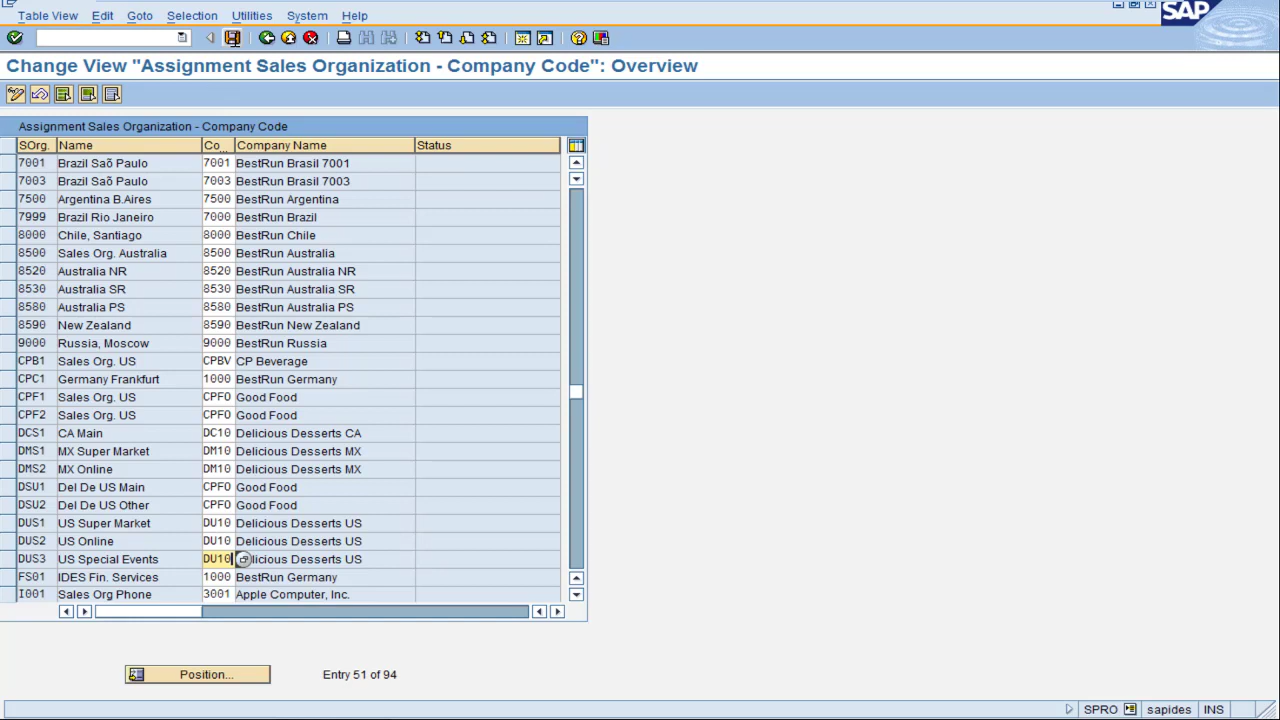 Table View Edit Goto Selection Utilities System Help
SAP
Change View "Assignment Sales Organization - Company Code": Overview
Assignment Sales Organization - Company Code
SOrg. Name Co... Company Name Status
7001 Brazil Saõ Paulo 7001 BestRun Brasil 7001
7003 Brazil Saõ Paulo 7003 BestRun Brasil 7003
7500 Argentina B.Aires 7500 BestRun Argentina
7999 Brazil Rio Janeiro 7000 BestRun Brazil
8000 Chile, Santiago 8000 BestRun Chile
8500 Sales Org. Australia 8500 BestRun Australia
8520 Australia NR 8520 BestRun Australia NR
8530 Australia SR 8530 BestRun Australia SR
8580 Australia PS 8580 BestRun Australia PS
8590 New Zealand 8590 BestRun New Zealand
9000 Russia, Moscow 9000 BestRun Russia
CPB1 Sales Org. US CPBV CP Beverage
CPC1 Germany Frankfurt 1000 BestRun Germany
CPF1 Sales Org. US CPFO Good Food
CPF2 Sales Org. US CPFO Good Food
DCS1 CA Main DC10 Delicious Desserts CA
DMS1 MX Super Market DM10 Delicious Desserts MX
DMS2 MX Online DM10 Delicious Desserts MX
DSU1 Del De US Main CPFO Good Food
DSU2 Del De US Other CPFO Good Food
DUS1 US Super Market DU10 Delicious Desserts US
DUS2 US Online DU10 Delicious Desserts US
DUS3 US Special Events DU10 licious Desserts US
FS01 IDES Fin. Services 1000 BestRun Germany
I001 Sales Org Phone 3001 Apple Computer, Inc.
Position... Entry 51 of 94
SPRO sapides INS